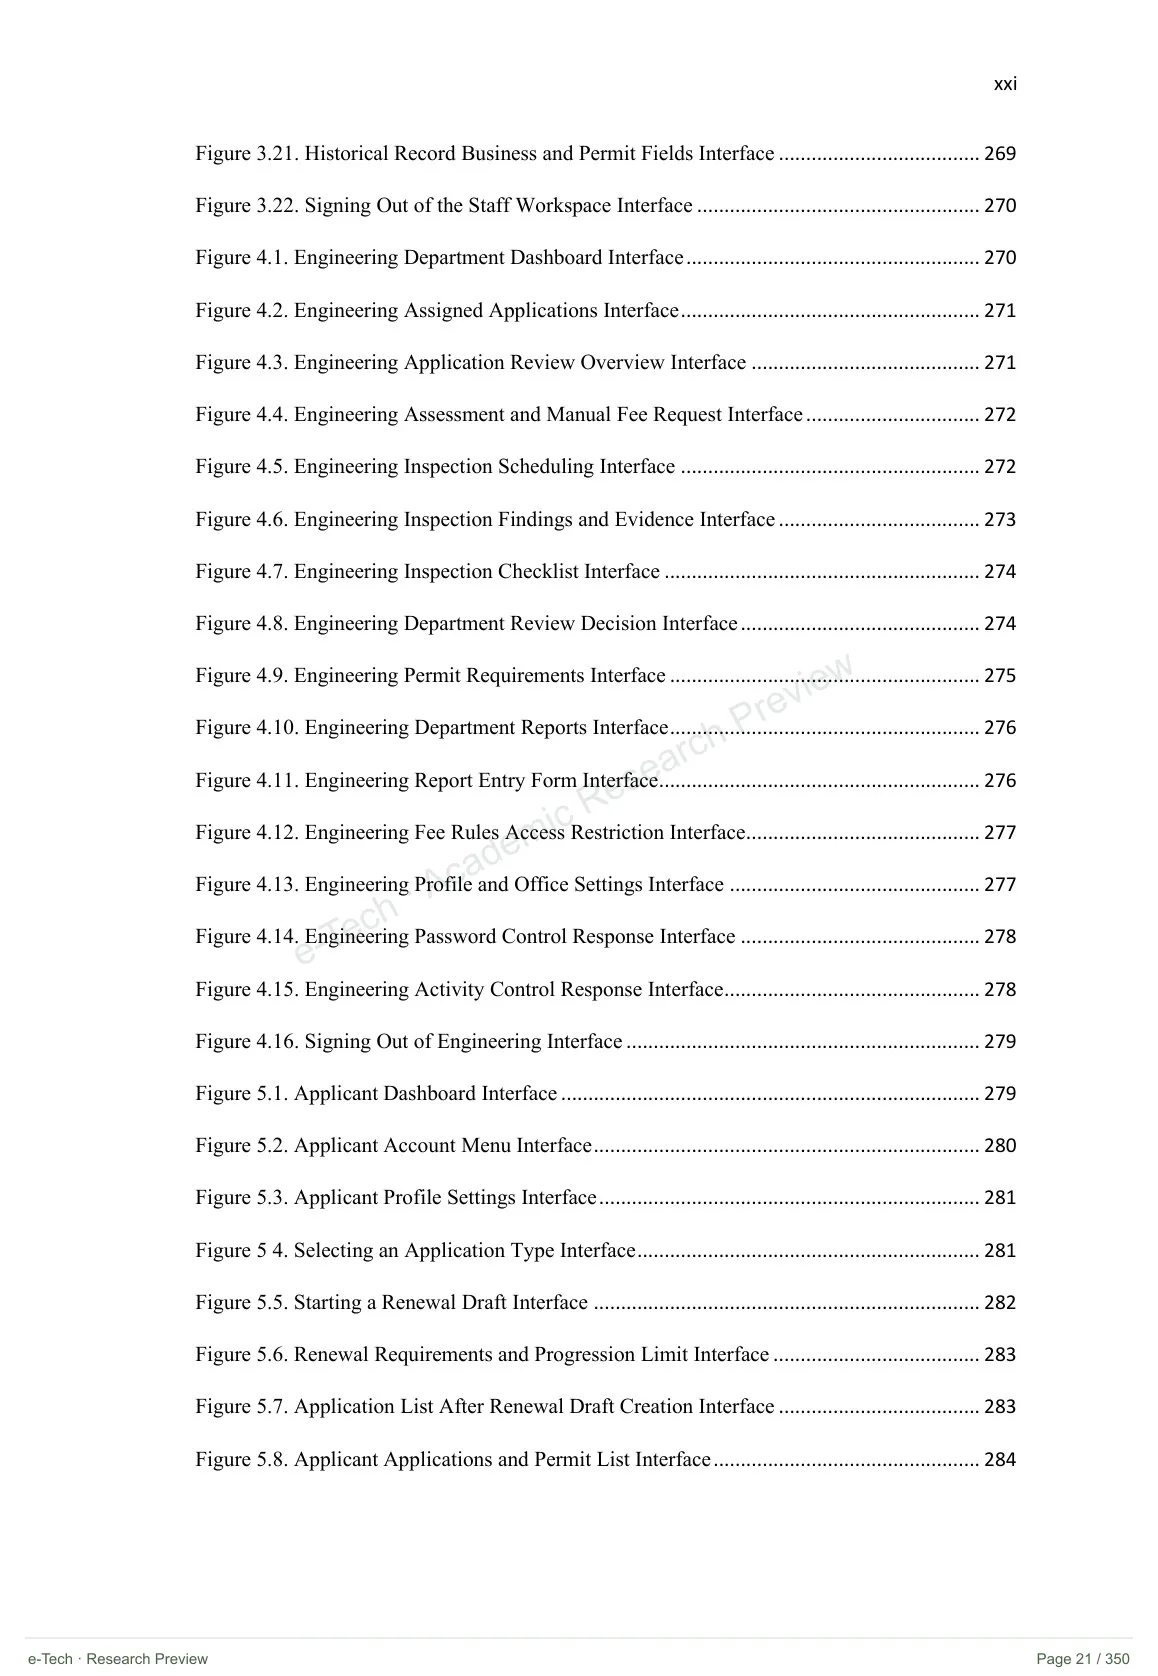 xxi
Figure 3.21. Historical Record Business and Permit Fields Interface ..................................... 269
Figure 3.22. Signing Out of the Staff Workspace Interface .................................................... 270
Figure 4.1. Engineering Department Dashboard Interface...................................................... 270
Figure 4.2. Engineering Assigned Applications Interface....................................................... 271
Figure 4.3. Engineering Application Review Overview Interface .......................................... 271
Figure 4.4. Engineering Assessment and Manual Fee Request Interface................................ 272
Figure 4.5. Engineering Inspection Scheduling Interface ....................................................... 272
Figure 4.6. Engineering Inspection Findings and Evidence Interface ..................................... 273
Figure 4.7. Engineering Inspection Checklist Interface .......................................................... 274
Figure 4.8. Engineering Department Review Decision Interface............................................ 274
Figure 4.9. Engineering Permit Requirements Interface ......................................................... 275
Figure 4.10. Engineering Department Reports Interface......................................................... 276
Figure 4.11. Engineering Report Entry Form Interface........................................................... 276
Figure 4.12. Engineering Fee Rules Access Restriction Interface........................................... 277
Figure 4.13. Engineering Profile and Office Settings Interface .............................................. 277
Figure 4.14. Engineering Password Control Response Interface ............................................ 278
Figure 4.15. Engineering Activity Control Response Interface............................................... 278
Figure 4.16. Signing Out of Engineering Interface ................................................................. 279
Figure 5.1. Applicant Dashboard Interface ............................................................................. 279
Figure 5.2. Applicant Account Menu Interface....................................................................... 280
Figure 5.3. Applicant Profile Settings Interface...................................................................... 281
Figure 5 4. Selecting an Application Type Interface............................................................... 281
Figure 5.5. Starting a Renewal Draft Interface ....................................................................... 282
Figure 5.6. Renewal Requirements and Progression Limit Interface ...................................... 283
Figure 5.7. Application List After Renewal Draft Creation Interface ..................................... 283
Figure 5.8. Applicant Applications and Permit List Interface................................................. 284
e-Tech · Academic Research Preview
e-Tech · Research Preview
Page 21 / 350